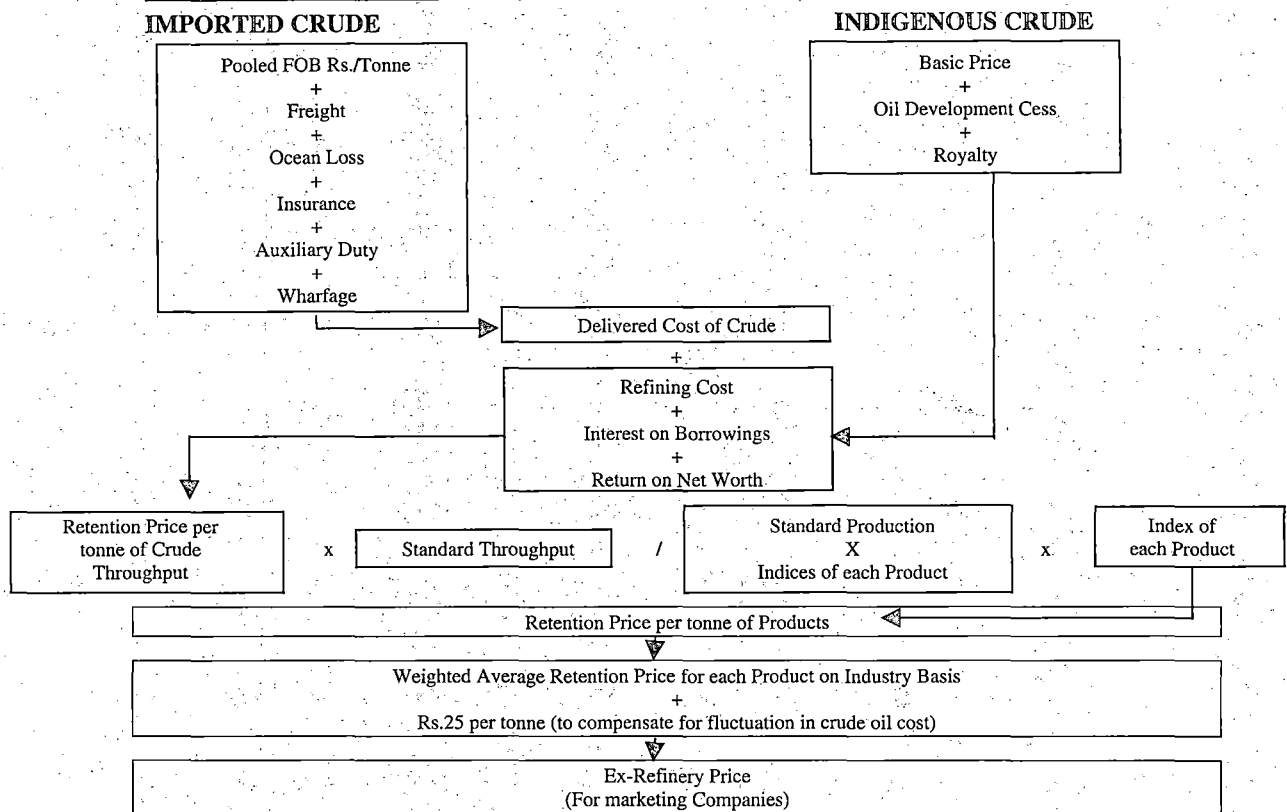 IMPORTED CRUDE
INDIGENOUS CRUDE
Pooled FOB Rs./Tonne
+
Freight
+
Ocean Loss
+
Insurance
+
Auxiliary Duty
+
Wharfage
Basic Price
+
Oil Development Cess
+
Royalty
Delivered Cost of Crude
+
Refining Cost
+
Interest on Borrowings
+
Return on Net Worth
Retention Price per
tonne of Crude
Throughput
x
Standard Throughput
/
Standard Production
X
Indices of each Product
x
Index of
each Product
Retention Price per tonne of Products
Weighted Average Retention Price for each Product on Industry Basis
+
Rs.25 per tonne (to compensate for fluctuation in crude oil cost)
Ex-Refinery Price
(For marketing Companies)